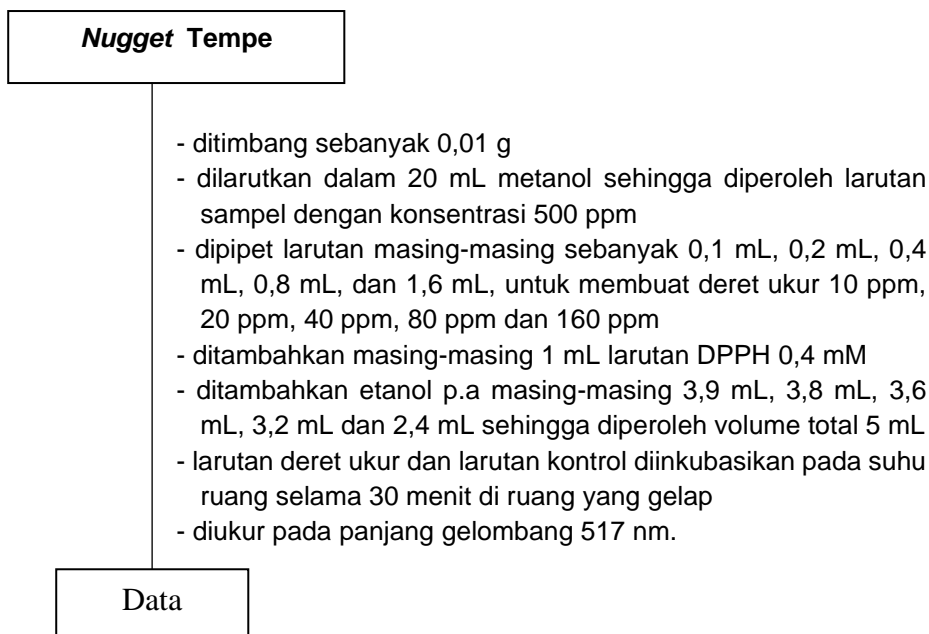 Nugget Tempe
- ditimbang sebanyak 0,01 g
- dilarutkan dalam 20 mL metanol sehingga diperoleh larutan
sampel dengan konsentrasi 500 ppm
- dipipet larutan masing-masing sebanyak 0,1 mL, 0,2 mL, 0,4
mL, 0,8 mL, dan 1,6 mL, untuk membuat deret ukur 10 ppm,
20 ppm, 40 ppm, 80 ppm dan 160 ppm
- ditambahkan masing-masing 1 mL larutan DPPH 0,4 mM
- ditambahkan etanol p.a masing-masing 3,9 mL, 3,8 mL, 3,6
mL, 3,2 mL dan 2,4 mL sehingga diperoleh volume total 5 mL
- larutan deret ukur dan larutan kontrol diinkubasikan pada suhu
ruang selama 30 menit di ruang yang gelap
- diukur pada panjang gelombang 517 nm.
Data